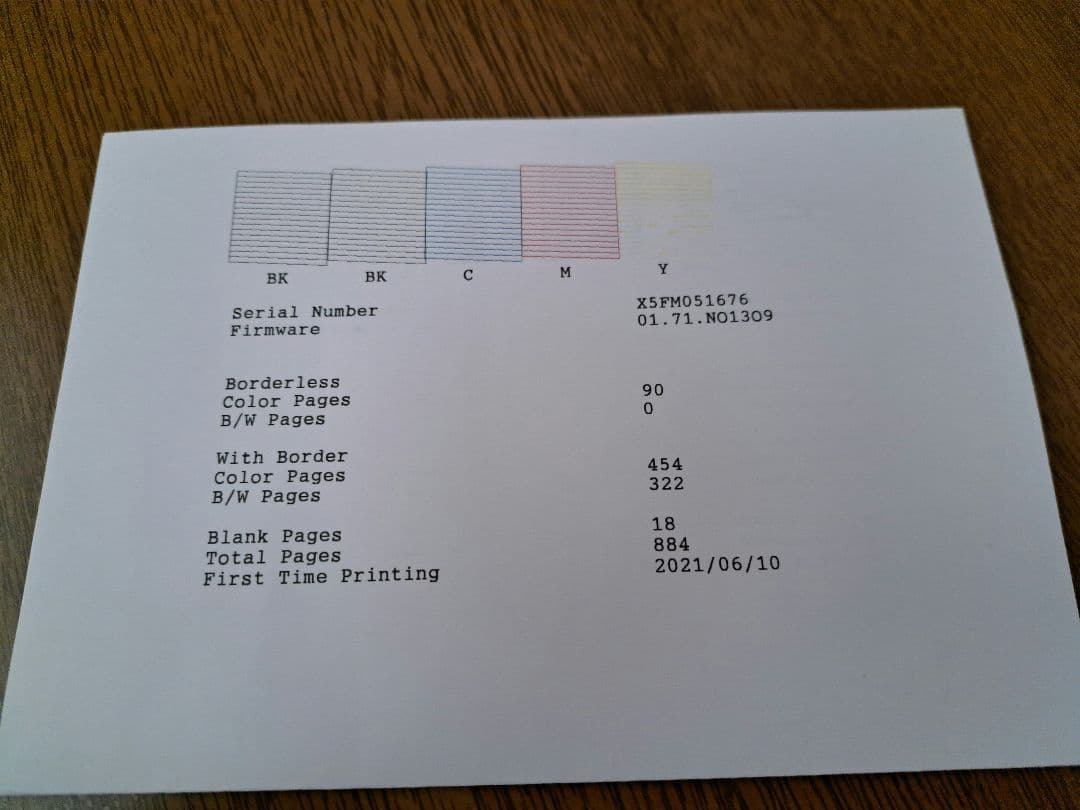 BK BK C M Y
Serial Number X5FM051676
Firmware 01.71.NO13O9
Borderless
Color Pages 90
B/W Pages 0
With Border
Color Pages 454
B/W Pages 322
Blank Pages 18
Total Pages 884
First Time Printing 2021/06/10